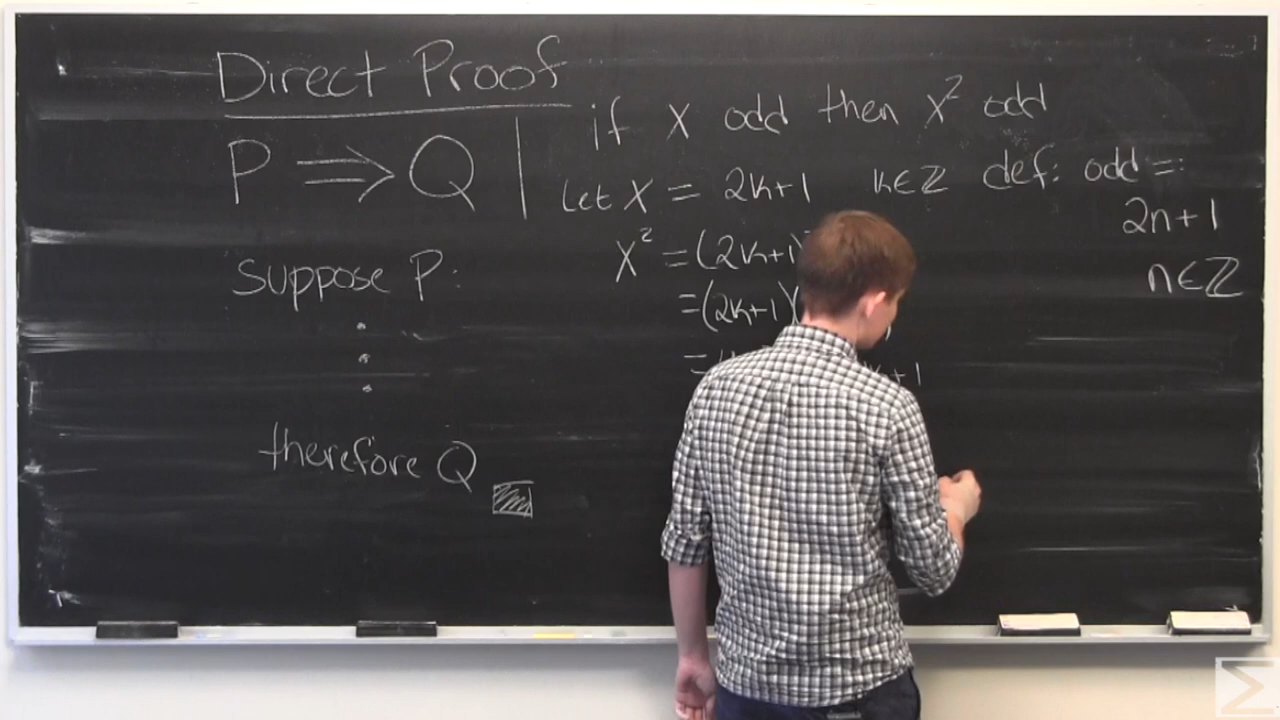 Direct Proof
P ⟹ Q
Suppose P:
therefore Q
if x odd then x² odd
Let x = 2k+1 k∈ℤ
x² = (2k+1)
=(2k+1)(
=
+1
def: odd =:
2n+1
n∈ℤ